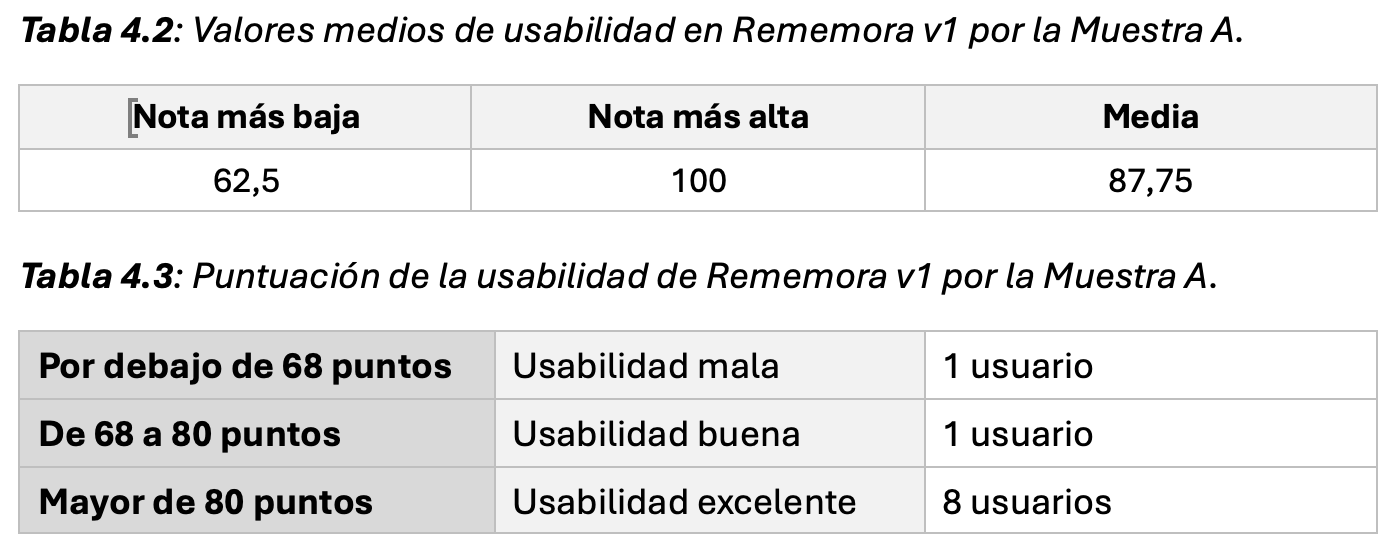 Tabla 4.2: Valores medios de usabilidad en Rememora v1 por la Muestra A.
[Nota más baja Nota más alta Media
62,5 100 87,75
Tabla 4.3: Puntuación de la usabilidad de Rememora v1 por la Muestra A.
Por debajo de 68 puntos Usabilidad mala 1 usuario
De 68 a 80 puntos Usabilidad buena 1 usuario
Mayor de 80 puntos Usabilidad excelente 8 usuarios